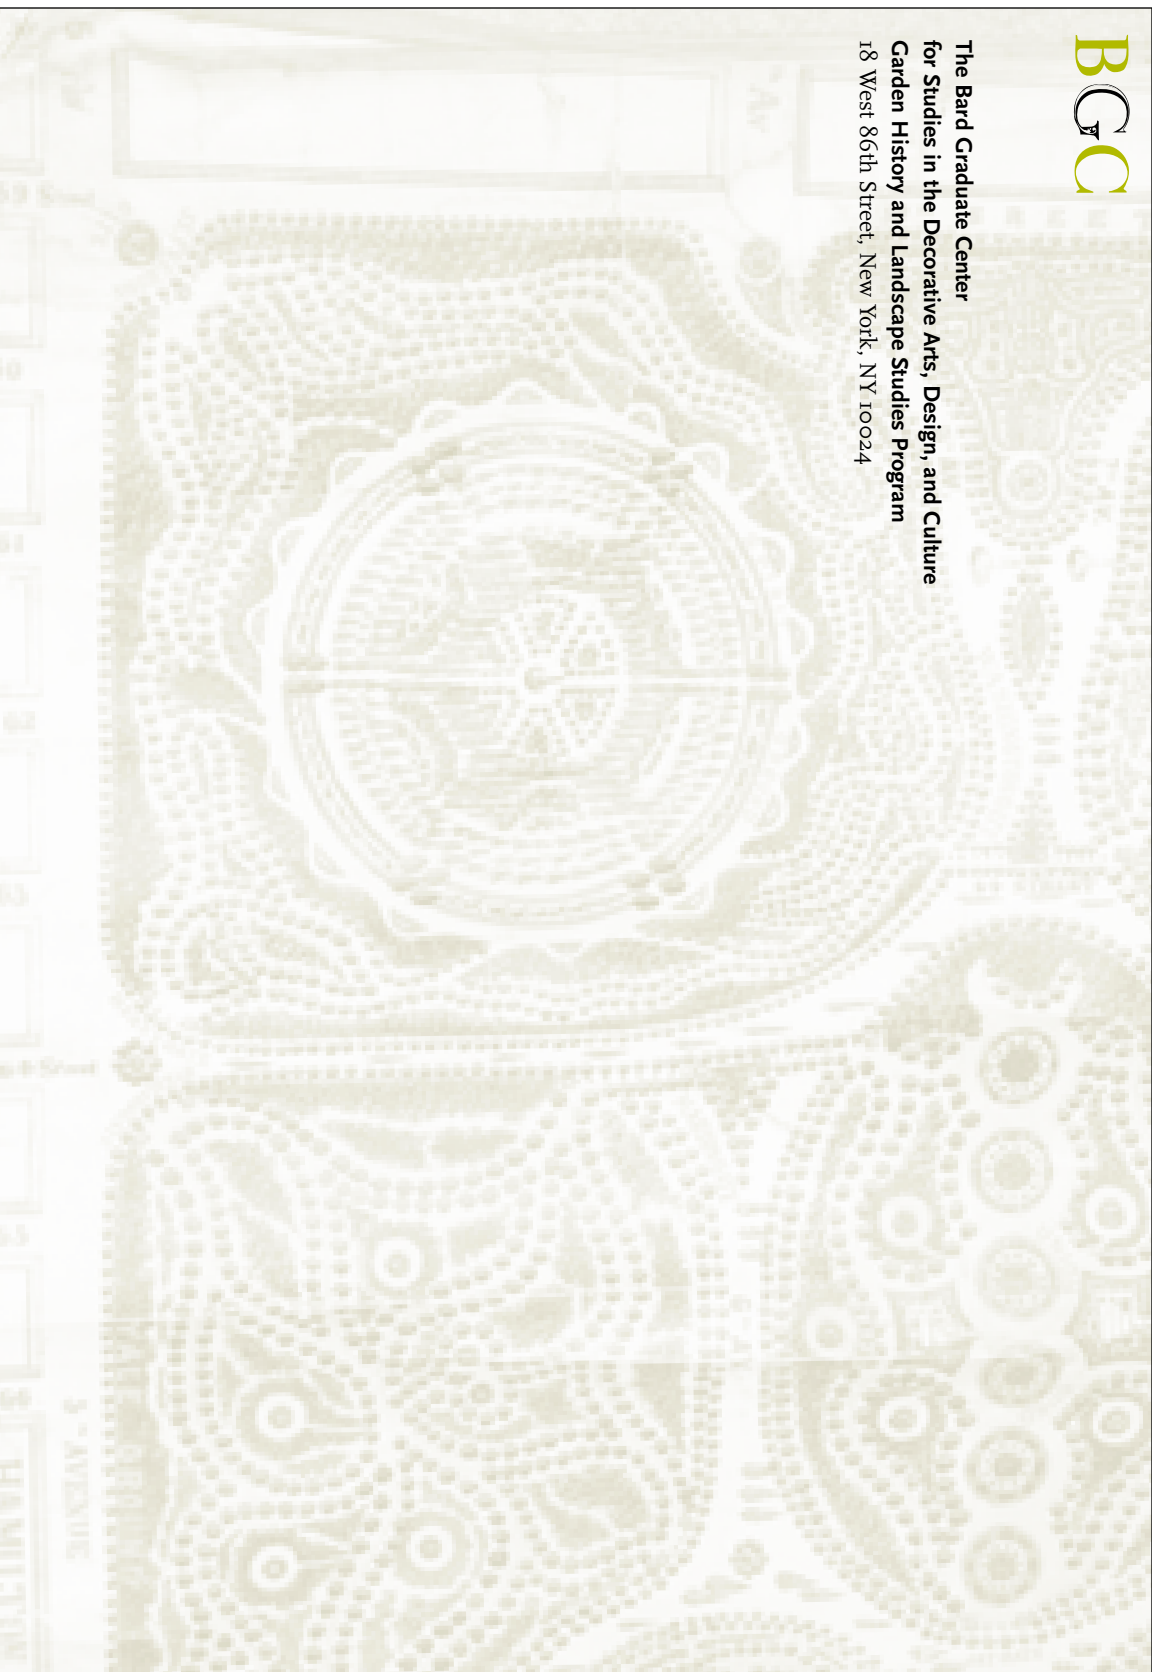 BGC
The Bard Graduate Center
for Studies in the Decorative Arts, Design, and Culture
Garden History and Landscape Studies Program
18 West 86th Street, New York, NY 10024